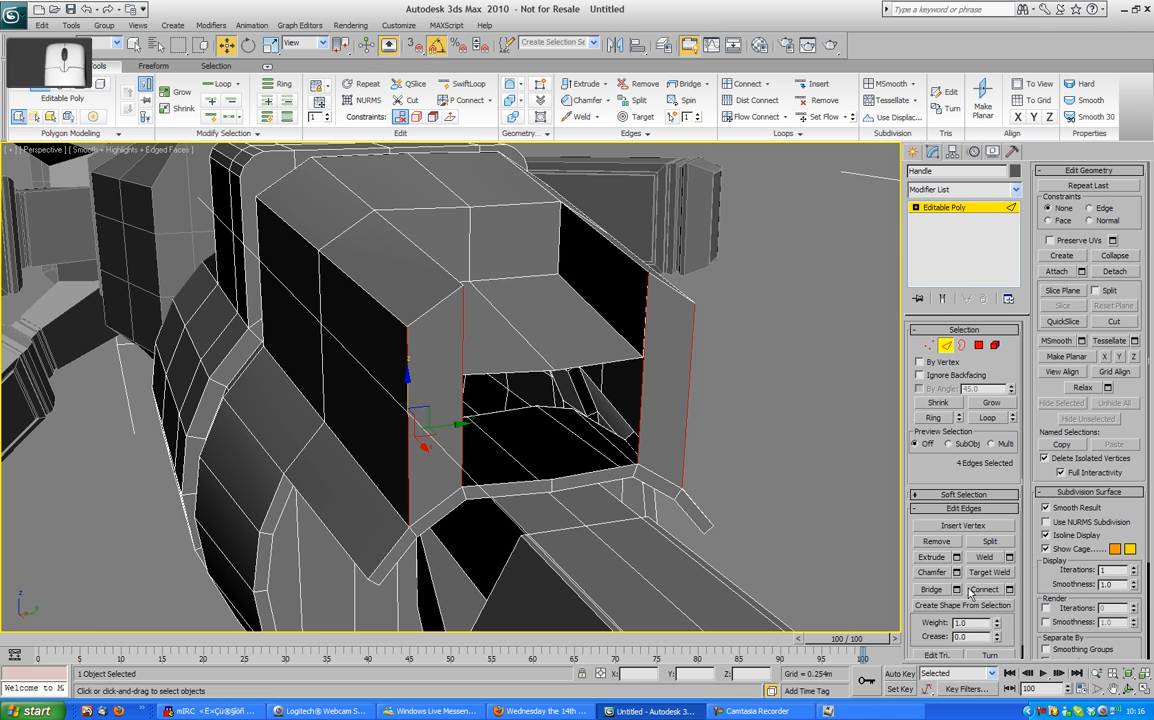 Autodesk 3ds Max 2010 - Not for Resale Untitled
Type a keyword or phrase
Edit Tools Group Views Create Modifiers Animation Graph Editors Rendering Customize MAXScript Help
View
Create Selection Se
Tools Freeform Selection
Editable Poly
Polygon Modeling
Grow
Shrink
Loop
Ring
Modify Selection
Repeat QSlice SwiftLoop
NURMS Cut P Connect
Constraints:
Edit
Geometry...
Extrude Remove Bridge
Chamfer Split Spin
Weld Target 1
Edges
Connect Insert
Dist Connect Remove
Flow Connect Set Flow
Loops
MSmooth
Tessellate
Use Displac...
Subdivision
Edit
Turn
Tris
Make Planar
To View
To Grid
X Y Z
Align
Hard
Smooth
Smooth 30
Properties
[ + ] [ Perspective ] [ Smooth + Highlights + Edged Faces ]
Handle
Modifier List
Editable Poly
Selection
By Vertex
Ignore Backfacing
By Angle: 45.0
Shrink Grow
Ring Loop
Preview Selection
Off SubObj Multi
4 Edges Selected
Soft Selection
Edit Edges
Insert Vertex
Remove Split
Extrude Weld
Chamfer Target Weld
Bridge Connect
Create Shape From Selection
Weight: 1.0
Crease: 0.0
Edit Tri. Turn
Edit Geometry
Repeat Last
Constraints
None Edge
Face Normal
Preserve UVs
Create Collapse
Attach Detach
Slice Plane Split
Slice Reset Plane
QuickSlice Cut
MSmooth Tessellate
Make Planar X Y Z
View Align Grid Align
Relax
Hide Selected Unhide All
Hide Unselected
Named Selections:
Copy Paste
Delete Isolated Vertices
Full Interactivity
Subdivision Surface
Smooth Result
Use NURMS Subdivision
Isoline Display
Show Cage......
Display
Iterations: 1
Smoothness: 1.0
Render
Iterations: 0
Smoothness: 1.0
Separate By
Smoothing Groups
z
z
100 / 100
0 5 10 15 20 25 30 35 40 45 50 55 60 65 70 75 80 85 90 95 100
Welcome to M
1 Object Selected
Click or click-and-drag to select objects
X: Y: Z:
Grid = 0.254m
Add Time Tag
Auto Key Selected
Set Key Key Filters...
100
start
Logitech® Webcam S...
Windows Live Messen...
Wednesday the 14th ...
Untitled - Autodesk 3...
Camtasia Recorder
10:16